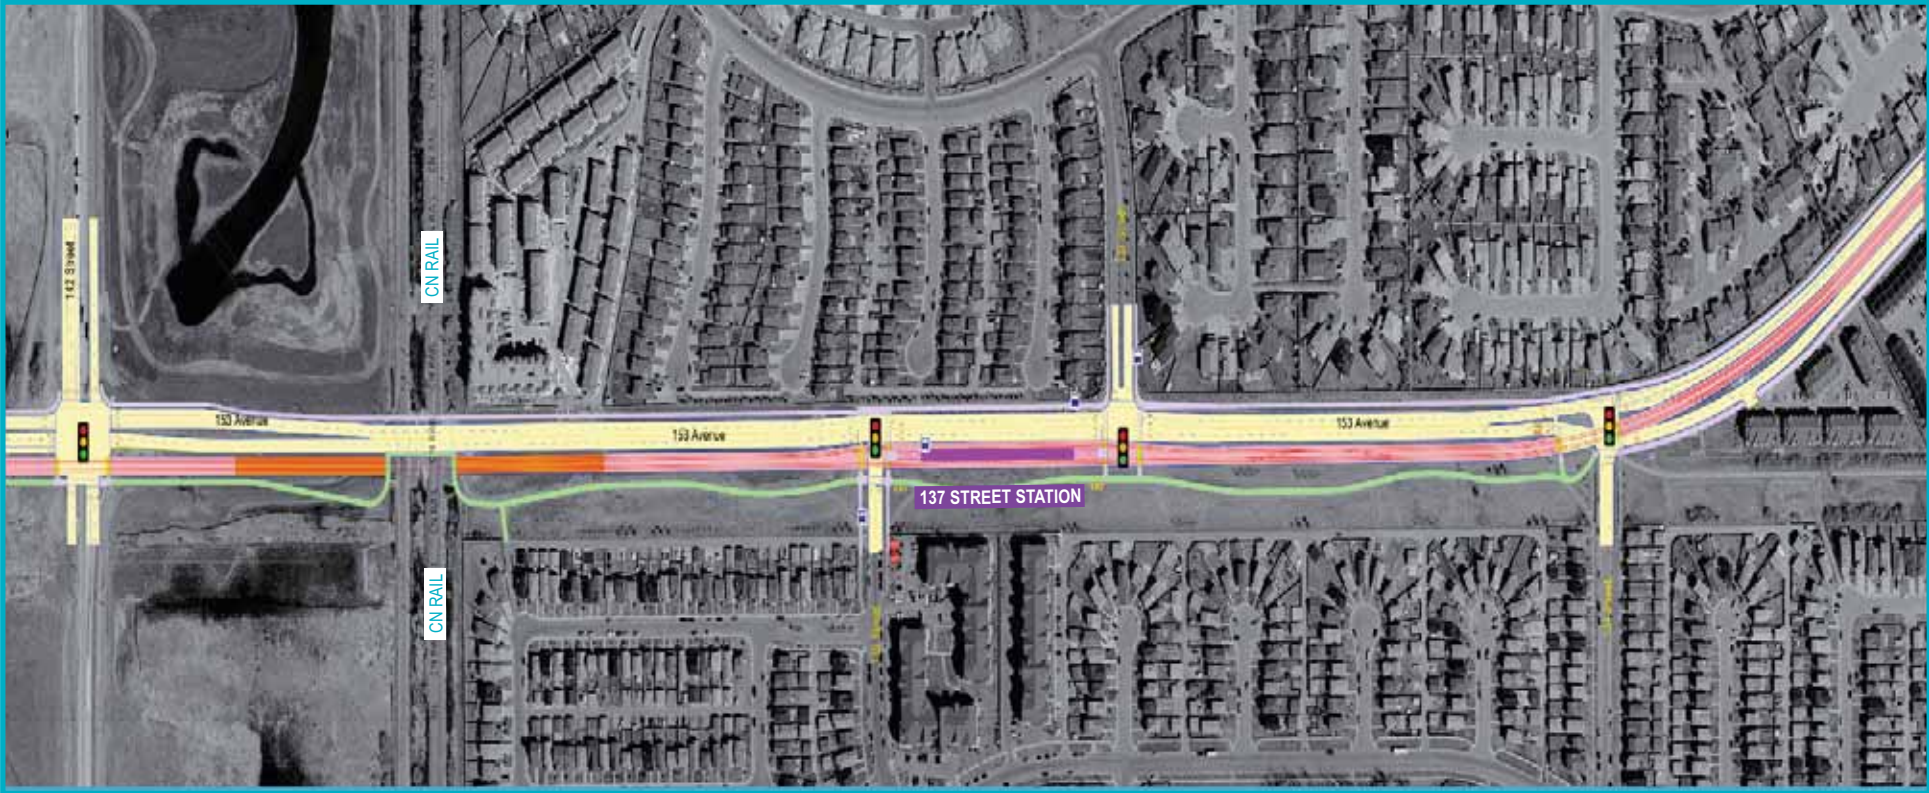 142 Street
CN RAIL
153 Avenue
153 Avenue
153 Avenue
137 STREET STATION
CN RAIL